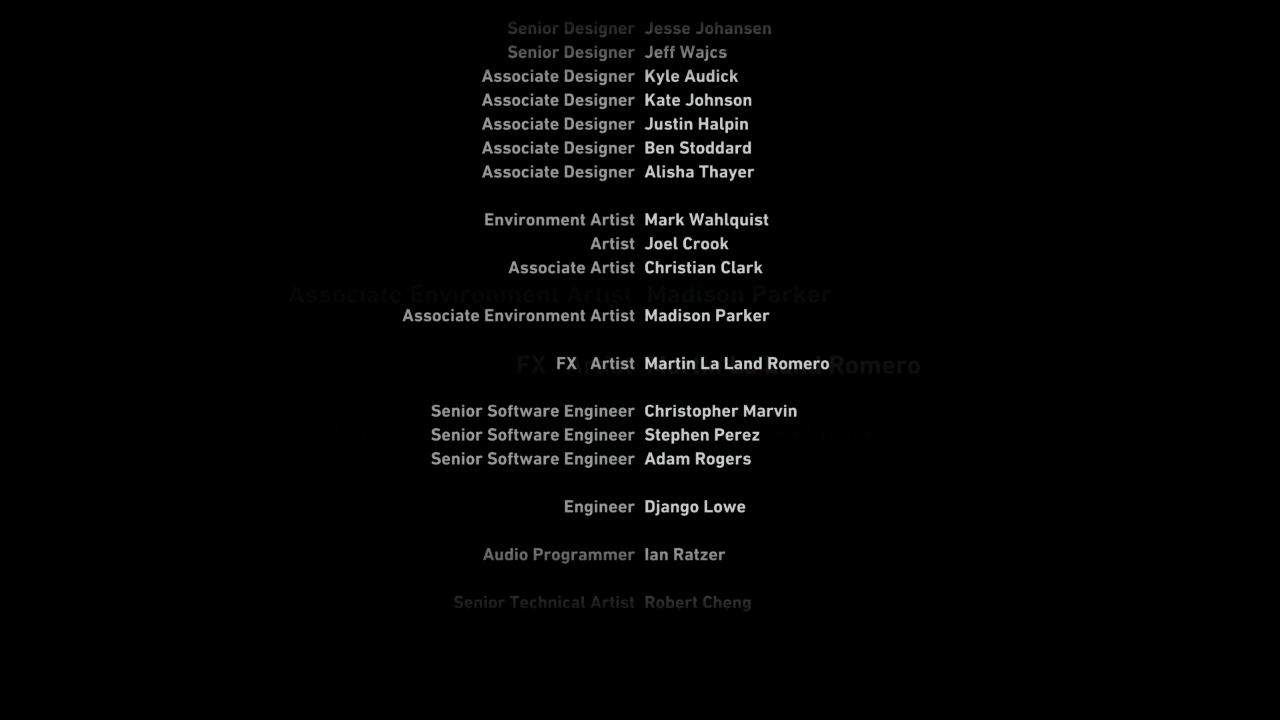 Senior Designer Jesse Johansen
Senior Designer Jeff Wajcs
Associate Designer Kyle Audick
Associate Designer Kate Johnson
Associate Designer Justin Halpin
Associate Designer Ben Stoddard
Associate Designer Alisha Thayer
Environment Artist Mark Wahlquist
Artist Joel Crook
Associate Artist Christian Clark
Associate Environment Artist Madison Parker
Associate Environment Artist Madison Parker
FX Artist Martin La Land Romero
Senior Software Engineer Christopher Marvin
Senior Software Engineer Stephen Perez
Senior Software Engineer Adam Rogers
Engineer Django Lowe
Audio Programmer Ian Ratzer
Senior Technical Artist Robert Cheng